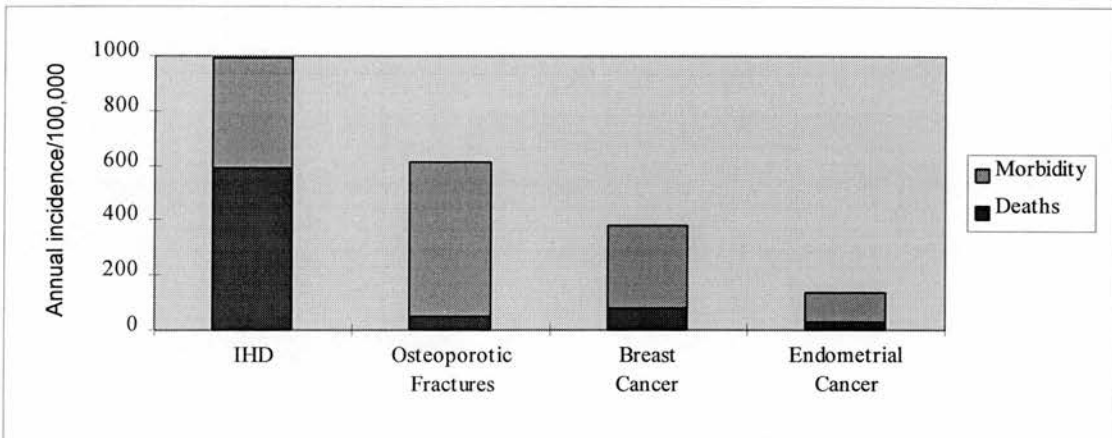 1000
800
600
400
200
0
Annual incidence/100,000
IHD
Osteoporotic
Fractures
Breast
Cancer
Endometrial
Cancer
Morbidity
Deaths